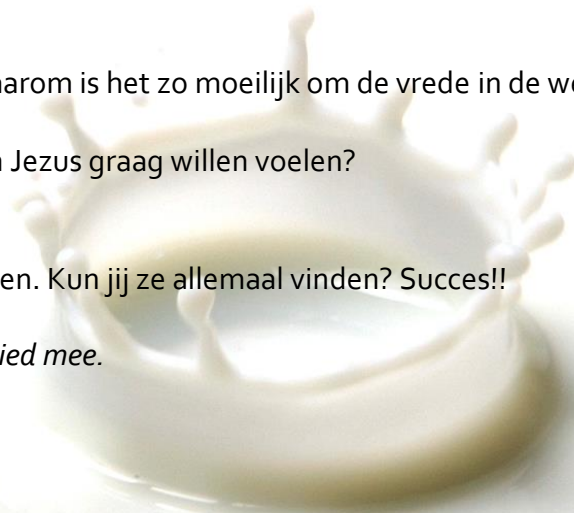 arom is het zo moeilijk om de vrede in de we
Jezus graag willen voelen?
en. Kun jij ze allemaal vinden? Succes!!
ied mee.